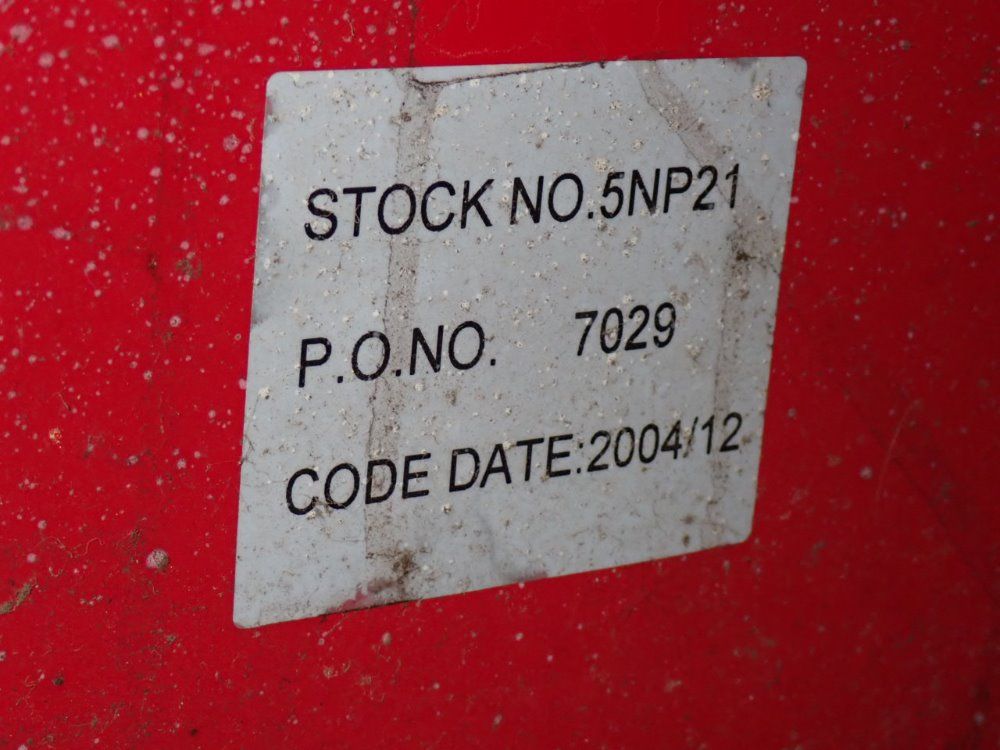 STOCK NO.5NP21
P.O.NO. 7029
CODE DATE:2004/12